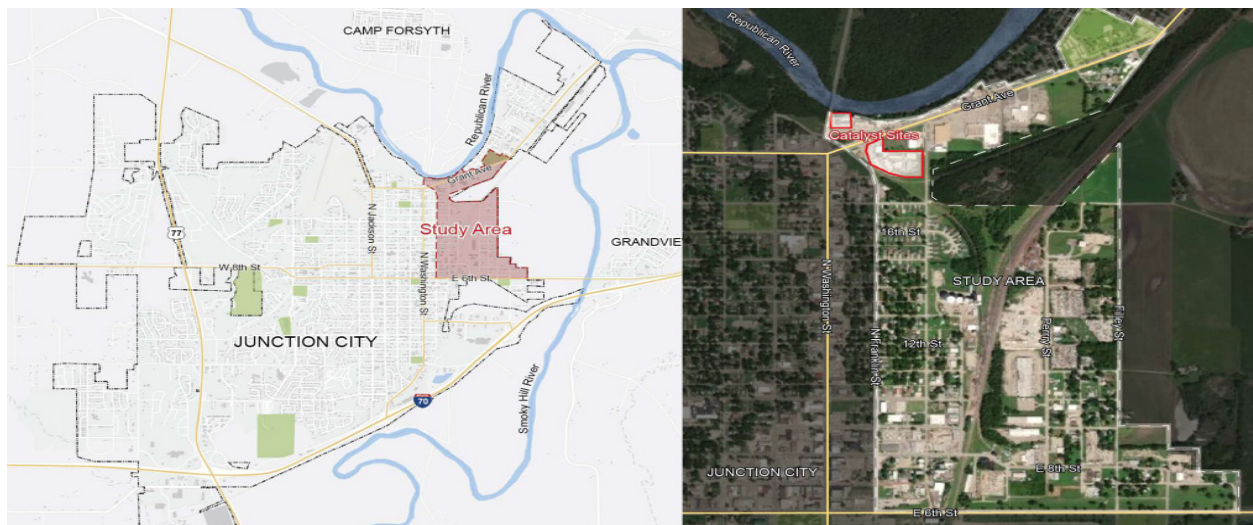 CAMP FORSYTH
Republican River
Grant Ave
N Jackson St
Study Area
77
GRANDVIE
W 6th St
N Washington St
E 6th St
JUNCTION CITY
70
Smoky Hill River
Republican River
Grant Ave
Catalyst Sites
16th St
N Washington St
STUDY AREA
N Franklin St
12th St
Perry St
Filley St
JUNCTION CITY
E 8th St
E 6th St